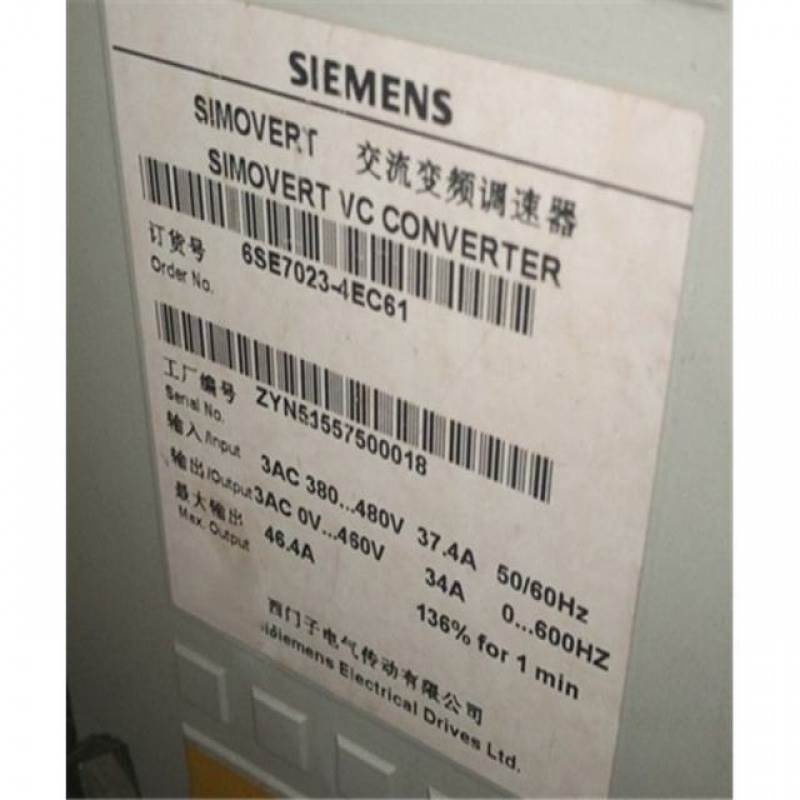 SIEMENS
SIMOVERT 交流变频调速器
SIMOVERT VC CONVERTER
订货号 6SE7023-4EC61
Order No.
工厂编号 ZYN51557500018
Serial No.
输入/Input 3AC 380...480V 37.4A 50/60Hz
输出/Output 3AC 0V...460V 34A 0...600HZ
最大输出 46.4A 136% for 1 min
Max. Output
西门子电气传动有限公司
Siemens Electrical Drives Ltd.